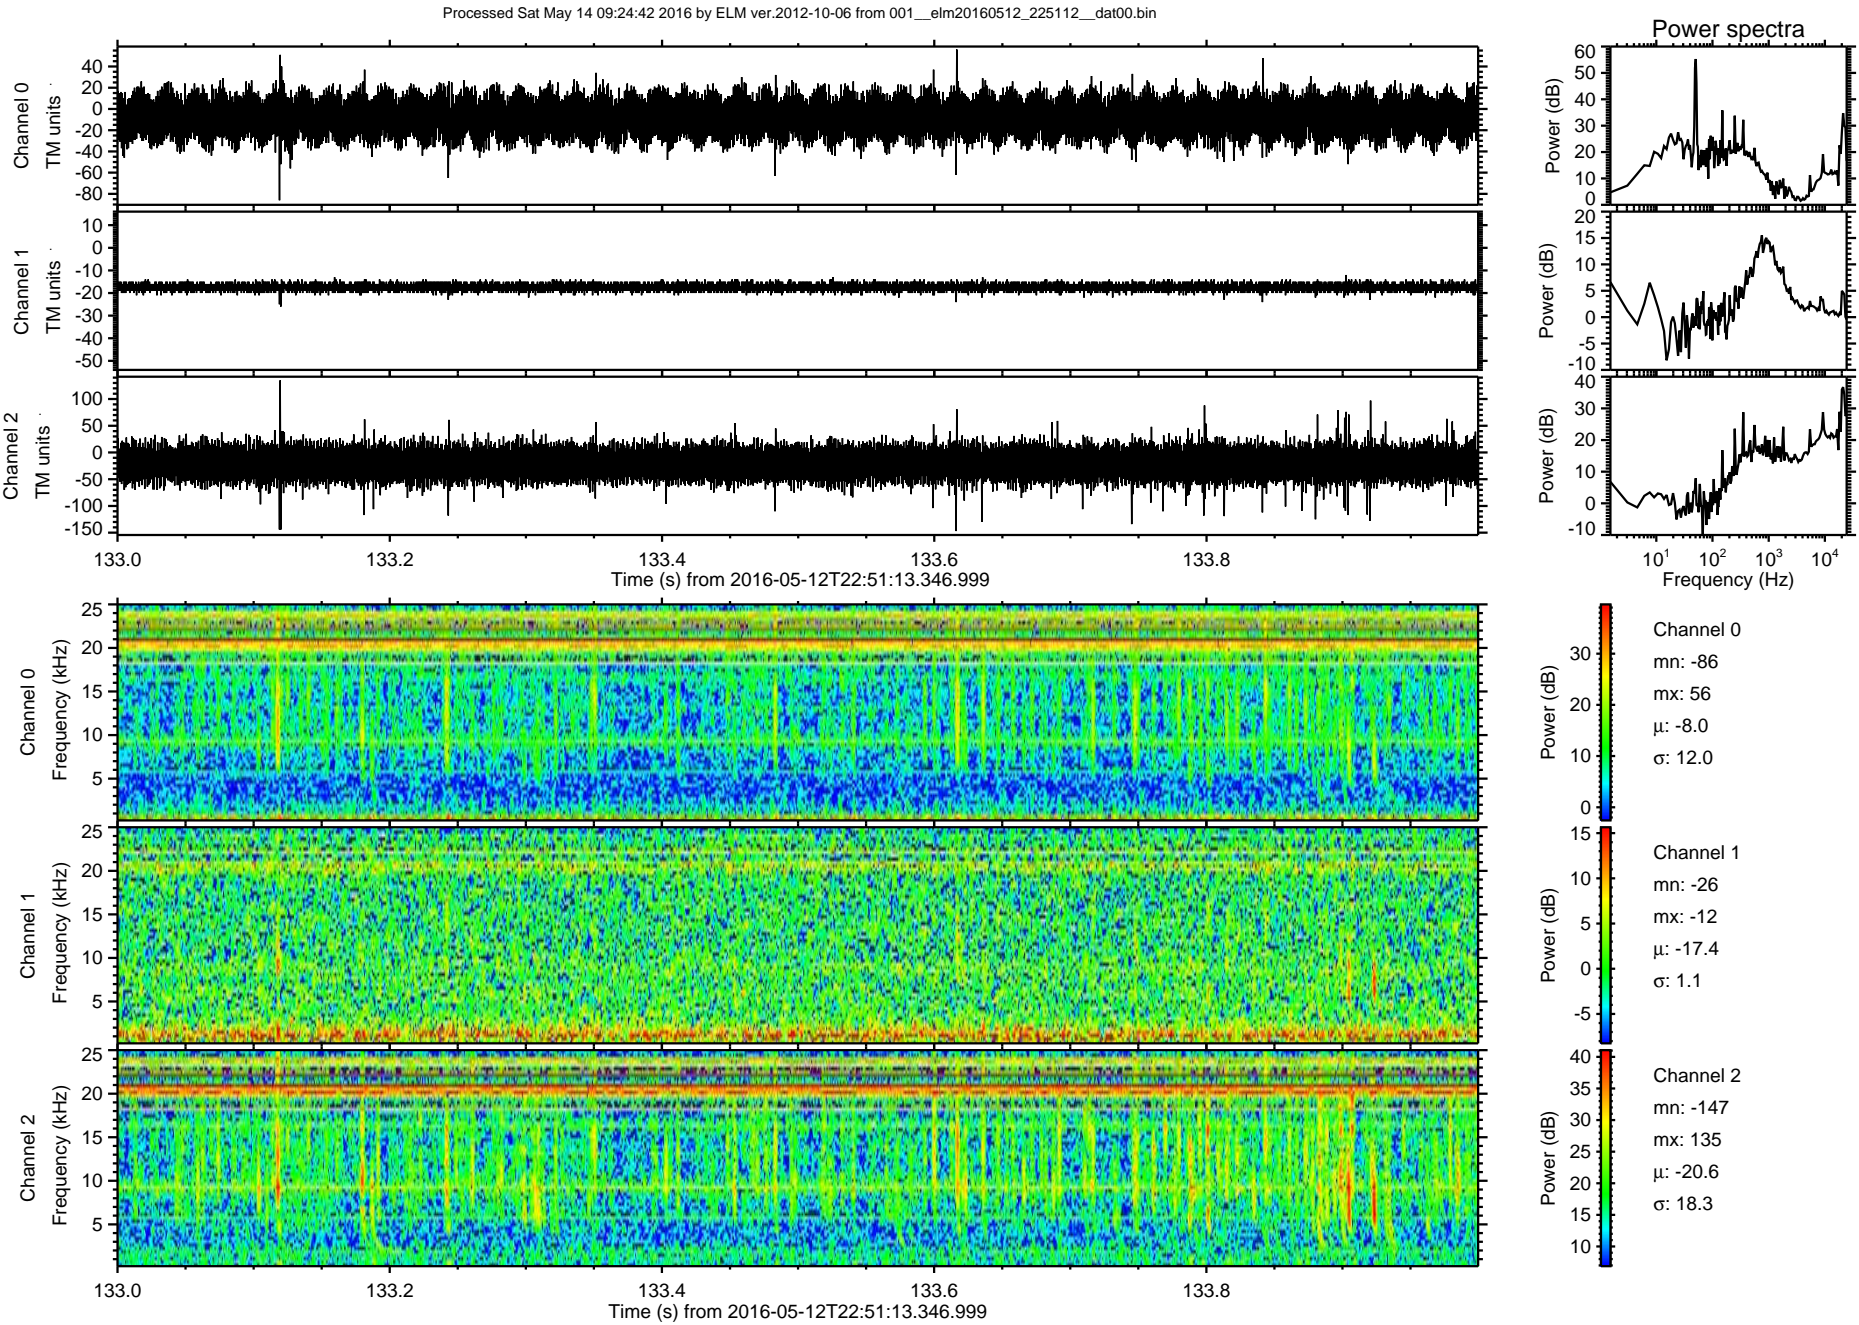 Processed Sat May 14 09:24:42 2016 by ELM ver.2012-10-06 from 001__elm20160512_225112__dat00.bin
Power spectra
Channel 0
TM units
40
20
0
-20
-40
-60
-80
Power (dB)
60
50
40
30
20
10
0
Channel 1
TM units
10
0
-10
-20
-30
-40
-50
Power (dB)
20
15
10
5
0
-5
-10
Channel 2
TM units
100
50
0
-50
-100
-150
Power (dB)
40
30
20
10
0
-10
133.0 133.2 133.4 133.6 133.8
Time (s) from 2016-05-12T22:51:13.346.999
10^1 10^2 10^3 10^4
Frequency (Hz)
Channel 0
Frequency (kHz)
25
20
15
10
5
Power (dB)
30
20
10
0
Channel 0
mn: -86
mx: 56
μ: -8.0
σ: 12.0
Channel 1
Frequency (kHz)
25
20
15
10
5
Power (dB)
15
10
5
0
-5
Channel 1
mn: -26
mx: -12
μ: -17.4
σ: 1.1
Channel 2
Frequency (kHz)
25
20
15
10
5
Power (dB)
40
35
30
25
20
15
10
Channel 2
mn: -147
mx: 135
μ: -20.6
σ: 18.3
133.0 133.2 133.4 133.6 133.8
Time (s) from 2016-05-12T22:51:13.346.999